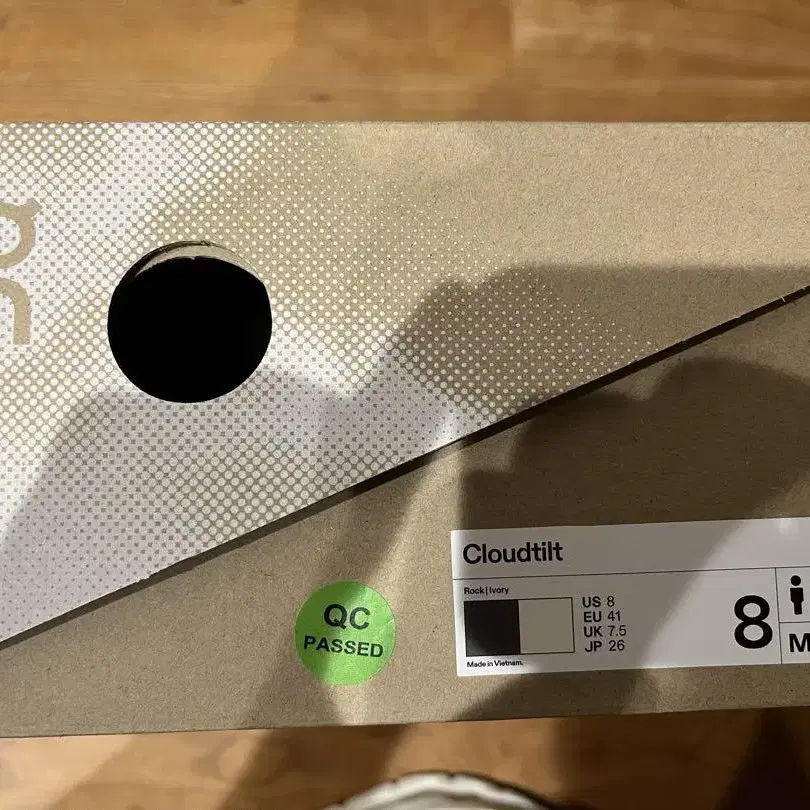 QC
PASSED
Cloudtilt
Rock | Ivory
US 8
EU 41
UK 7.5
JP 26
8
M
Made in Vietnam.